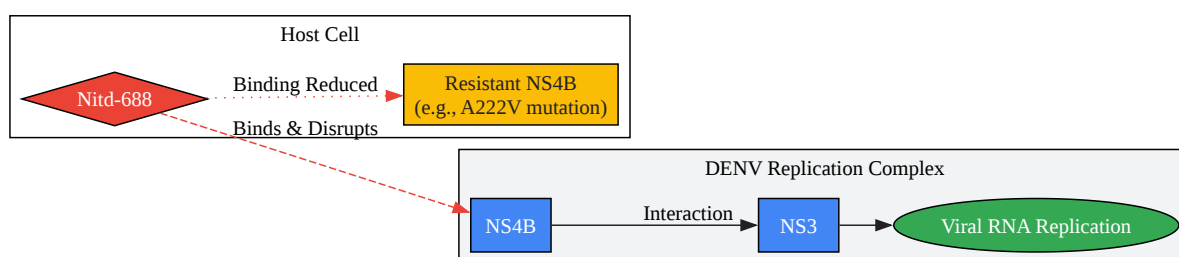 Host Cell
Nitd-688
Binding Reduced
Resistant NS4B
(e.g., A222V mutation)
Binds & Disrupts
DENV Replication Complex
NS4B
Interaction
NS3
Viral RNA Replication